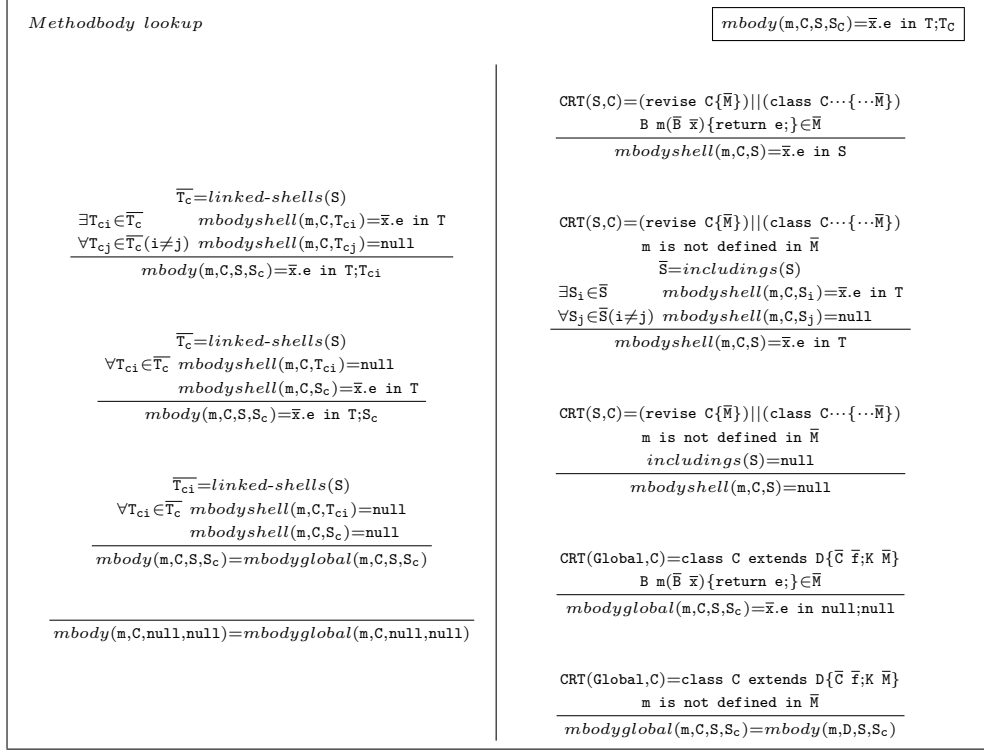 Methodbody lookup
mbody(m,C,S,S_C)=x̅.e in T;T_C
T̅_c̅=linked-shells(S)
∃T_ci∈T̅_c̅ mbodyshell(m,C,T_ci)=x̅.e in T
∀T_cj∈T̅_c̅(i≠j) mbodyshell(m,C,T_cj)=null
mbody(m,C,S,S_c)=x̅.e in T;T_ci
T̅_c̅=linked-shells(S)
∀T_ci∈T̅_c̅ mbodyshell(m,C,T_ci)=null
mbodyshell(m,C,S_c)=x̅.e in T
mbody(m,C,S,S_c)=x̅.e in T;S_c
T̅_c̅i̅=linked-shells(S)
∀T_ci∈T̅_c̅ mbodyshell(m,C,T_ci)=null
mbodyshell(m,C,S_c)=null
mbody(m,C,S,S_c)=mbodyglobal(m,C,S,S_c)
mbody(m,C,null,null)=mbodyglobal(m,C,null,null)
CRT(S,C)=(revise C{M̅})||(class C⋯{⋯M̅})
B m(B̅ x̅){return e;}∈M̅
mbodyshell(m,C,S)=x̅.e in S
CRT(S,C)=(revise C{M̅})||(class C⋯{⋯M̅})
m is not defined in M̅
S̅=includings(S)
∃S_i∈S̅ mbodyshell(m,C,S_i)=x̅.e in T
∀S_j∈S̅(i≠j) mbodyshell(m,C,S_j)=null
mbodyshell(m,C,S)=x̅.e in T
CRT(S,C)=(revise C{M̅})||(class C⋯{⋯M̅})
m is not defined in M̅
includings(S)=null
mbodyshell(m,C,S)=null
CRT(Global,C)=class C extends D{C̅ f̅;K M̅}
B m(B̅ x̅){return e;}∈M̅
mbodyglobal(m,C,S,S_c)=x̅.e in null;null
CRT(Global,C)=class C extends D{C̅ f̅;K M̅}
m is not defined in M̅
mbodyglobal(m,C,S,S_c)=mbody(m,D,S,S_c)